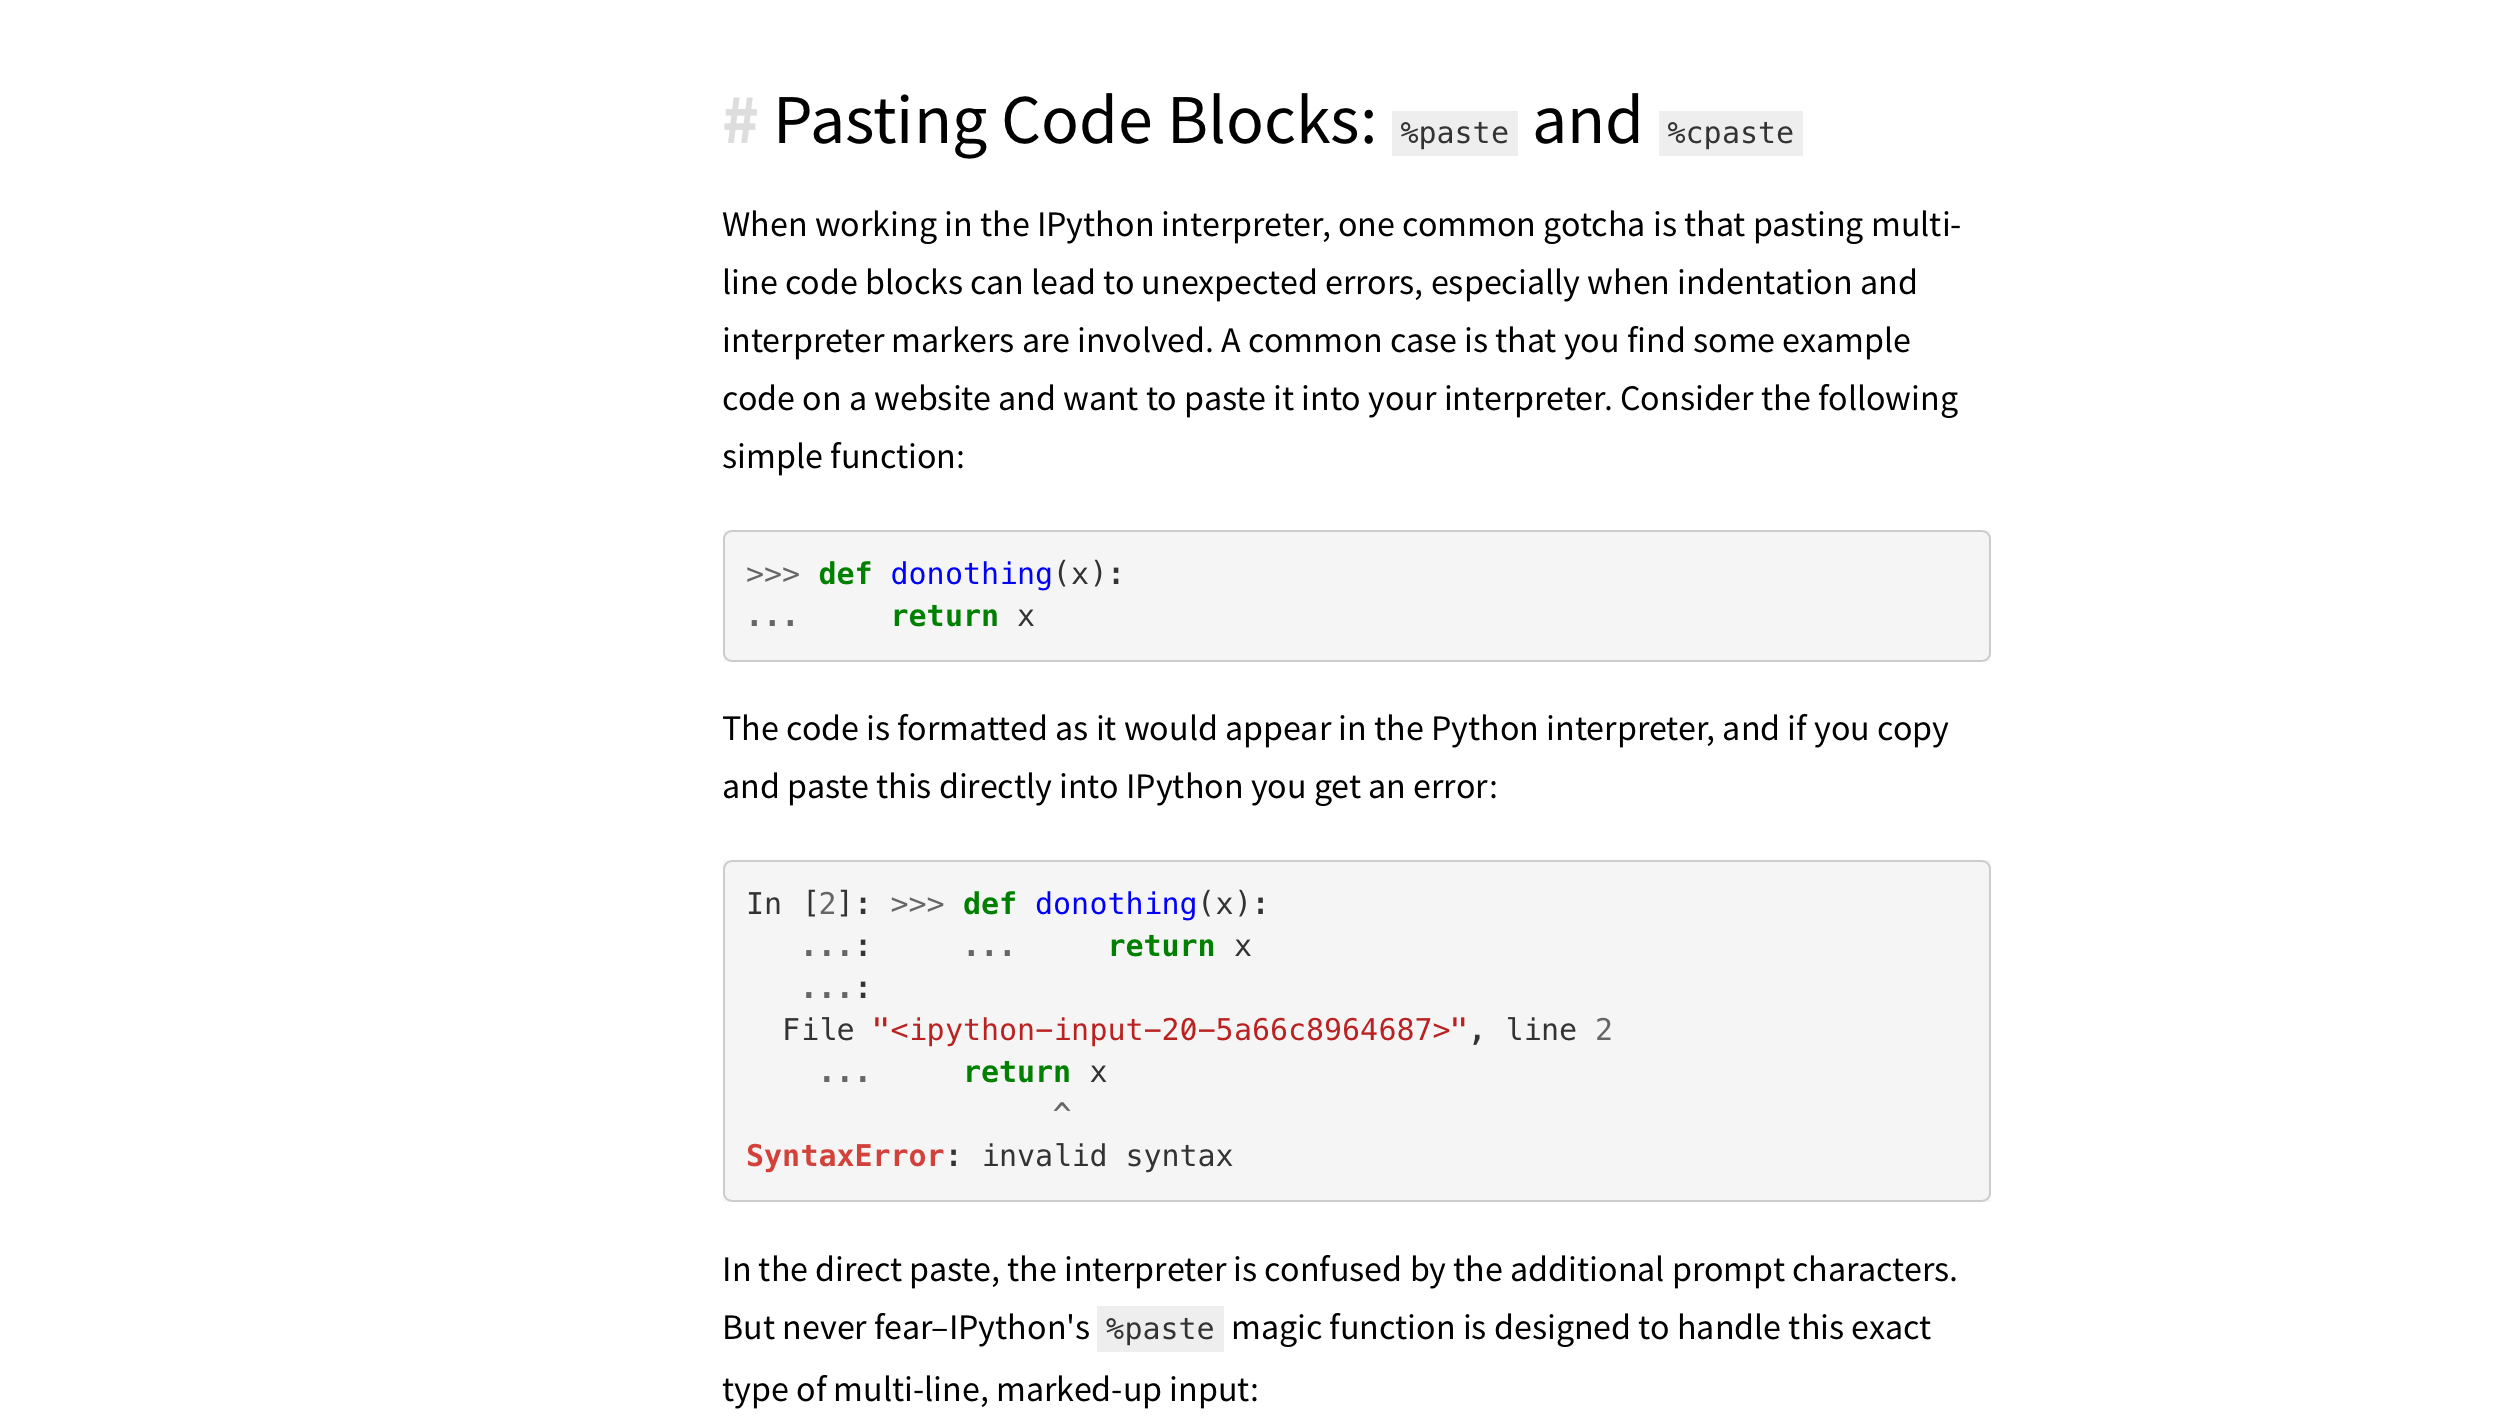 # Pasting Code Blocks: %paste and %cpaste
When working in the IPython interpreter, one common gotcha is that pasting multi-
line code blocks can lead to unexpected errors, especially when indentation and
interpreter markers are involved. A common case is that you find some example
code on a website and want to paste it into your interpreter. Consider the following
simple function:
>>> def donothing(x):
...     return x
The code is formatted as it would appear in the Python interpreter, and if you copy
and paste this directly into IPython you get an error:
In [2]: >>> def donothing(x):
   ...:     ...     return x
   ...:
  File "<ipython-input-20-5a66c8964687>", line 2
    ...     return x
                 ^
SyntaxError: invalid syntax
In the direct paste, the interpreter is confused by the additional prompt characters.
But never fear–IPython's %paste magic function is designed to handle this exact
type of multi-line, marked-up input: